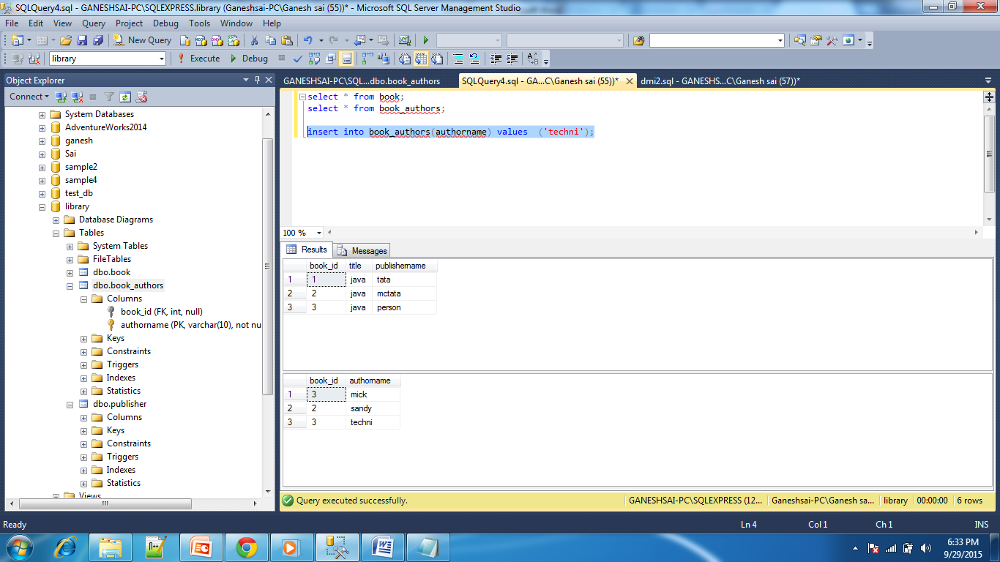 SQLQuery4.sql - GANESHSAI-PC\SQLEXPRESS.library (Ganeshsai-PC\Ganesh sai (55))* - Microsoft SQL Server Management Studio
File Edit View Query Project Debug Tools Window Help
New Query
library Execute Debug
Object Explorer
Connect
System Databases
AdventureWorks2014
ganesh
Sai
sample2
sample4
test_db
library
Database Diagrams
Tables
System Tables
FileTables
dbo.book
dbo.book_authors
Columns
book_id (FK, int, null)
authorname (PK, varchar(10), not nu
Keys
Constraints
Triggers
Indexes
Statistics
dbo.publisher
Columns
Keys
Constraints
Triggers
Indexes
Statistics
Views
GANESHSAI-PC\SQL...dbo.book_authors SQLQuery4.sql - GA...C\Ganesh sai (55))* dmi2.sql - GANESHS...C\Ganesh sai (57))*
select * from book;
select * from book_authors;
insert into book_authors(authorname) values ('techni');
100 %
Results Messages
book_id title publishername
1 1 java tata
2 2 java mctata
3 3 java person
book_id authorname
1 3 mick
2 2 sandy
3 3 techni
Query executed successfully. GANESHSAI-PC\SQLEXPRESS (12... Ganeshsai-PC\Ganesh sa... library 00:00:00 6 rows
Ready Ln 4 Col 1 Ch 1 INS
6:33 PM
9/29/2015